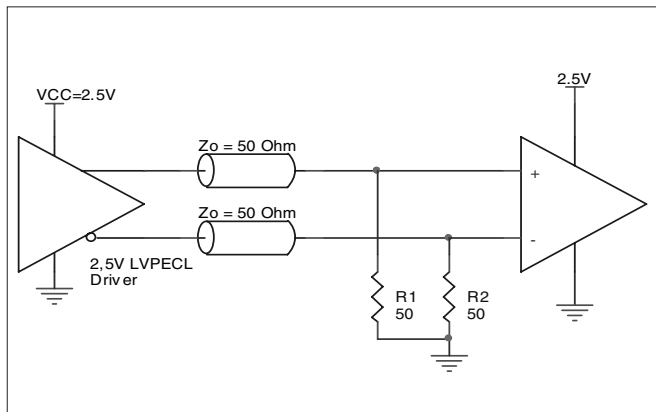 VCC=2.5V
2.5V
Zo = 50 Ohm
+
Zo = 50 Ohm
-
2,5V LVPECL
Driver
R1
50
R2
50